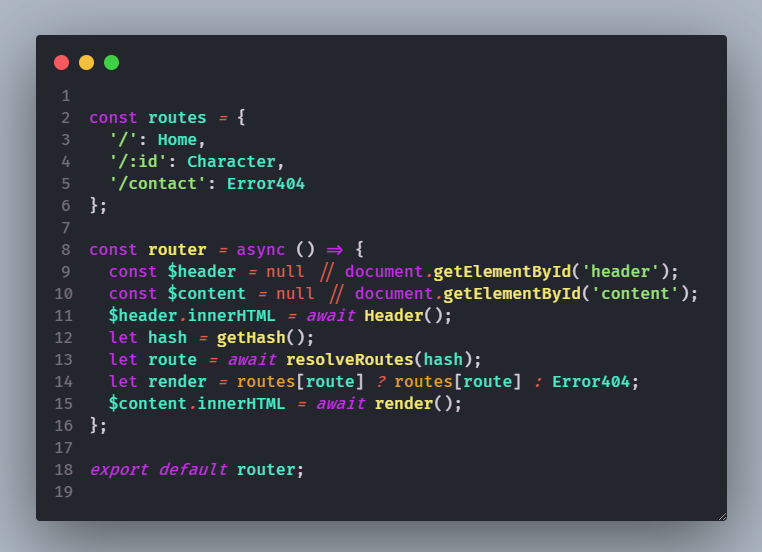 1
2 const routes = {
3   '/': Home,
4   '/:id': Character,
5   '/contact': Error404
6 };
7
8 const router = async () => {
9   const $header = null || document.getElementById('header');
10   const $content = null || document.getElementById('content');
11   $header.innerHTML = await Header();
12   let hash = getHash();
13   let route = await resolveRoutes(hash);
14   let render = routes[route] ? routes[route] : Error404;
15   $content.innerHTML = await render();
16 };
17
18 export default router;
19